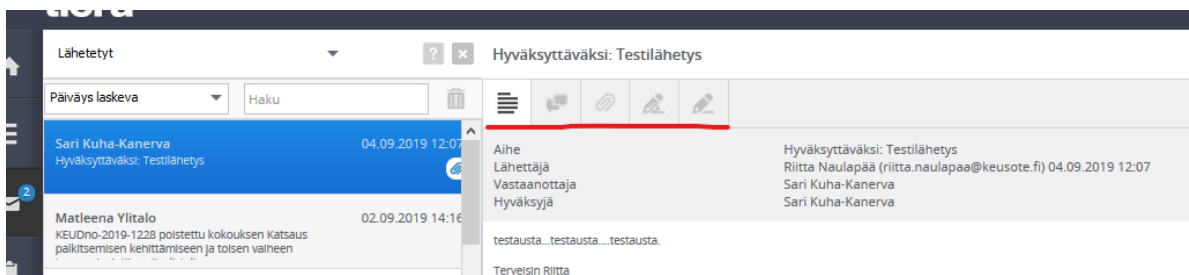 Lähetetyt
?
Hyväksyttäväksi: Testilähetys
Päiväys laskeva
Haku
Sari Kuha-Kanerva 04.09.2019 12:07
Hyväksyttäväksi: Testilähetys
2
Matleena Ylitalo 02.09.2019 14:16
KEUDno-2019-1228 poistettu kokouksen Katsaus
palkitsemisen kehittämiseen ja toisen vaiheen
Aihe Hyväksyttäväksi: Testilähetys
Lähettäjä Riitta Naulapää (riitta.naulapaa@keusote.fi) 04.09.2019 12:07
Vastaanottaja Sari Kuha-Kanerva
Hyväksyjä Sari Kuha-Kanerva
testausta...testausta....testausta.
Terveisin Riitta